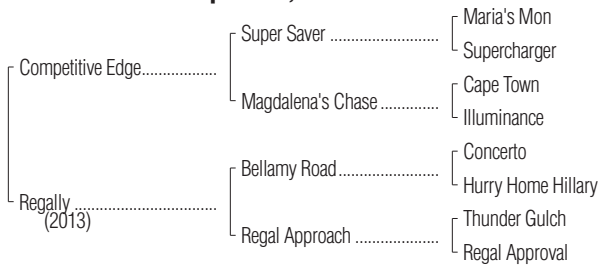 Maria's Mon
Super Saver ......................
Supercharger
Competitive Edge.................
Cape Town
Magdalena's Chase ..............
Illuminance
Concerto
Bellamy Road.....................
Hurry Home Hillary
Regally ................................
(2013)
Thunder Gulch
Regal Approach .................
Regal Approval